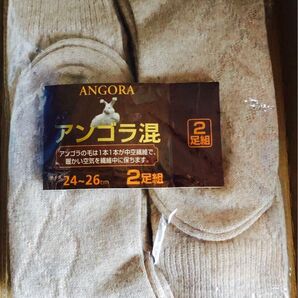 ANGORA
アンゴラ混
2
足組
アンゴラの毛は1本1本が中空繊維で、
暖かい空気を繊維中に保ちます。
24~26cm 2足組